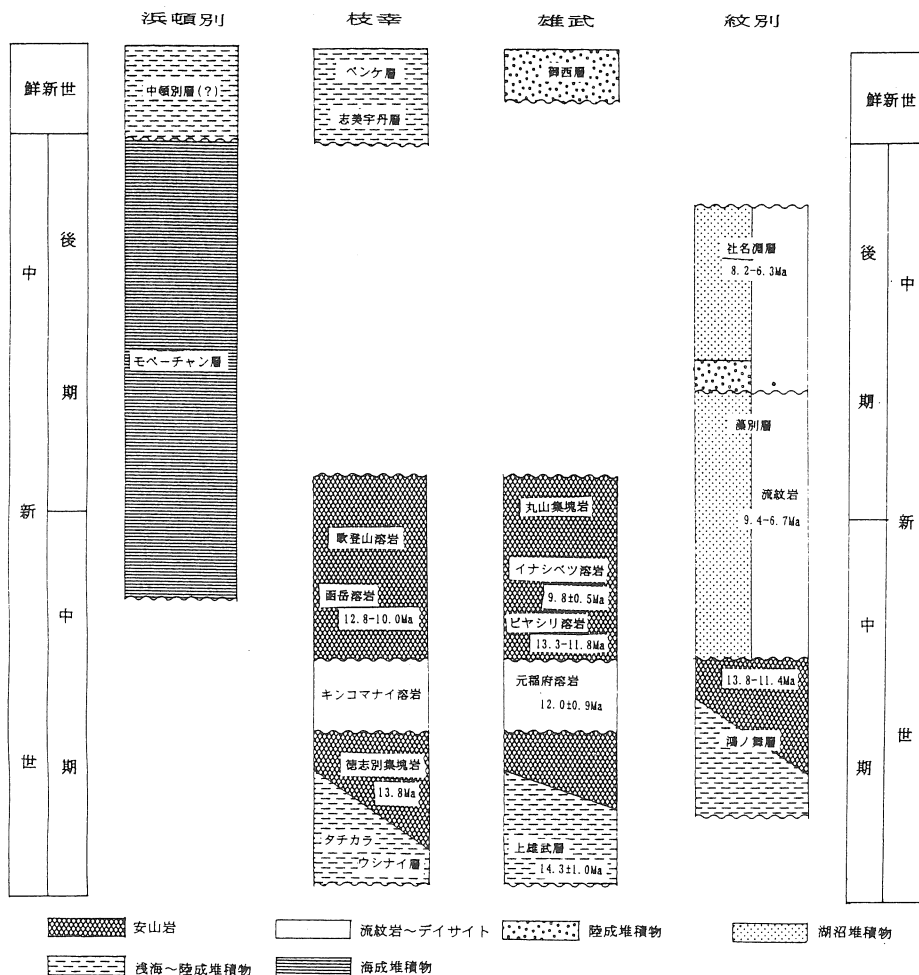 浜頓別
枝幸
雄武
紋別
鮮新世
中新世
後期
中期
中頓別層(?)
モペーチャン層
ペンケ層
志美宇丹層
歌登山溶岩
函岳溶岩
12.8-10.0Ma
キンコマナイ溶岩
徳志別集塊岩
13.8Ma
タチカラ
ウシナイ層
御西層
丸山集塊岩
イナシベツ溶岩
9.8±0.5Ma
ピヤシリ溶岩
13.3-11.8Ma
元稲府溶岩
12.0±0.9Ma
上雄武層
14.3±1.0Ma
社名淵層
8.2-6.3Ma
藻別層
流紋岩
9.4-6.7Ma
13.8-11.4Ma
鴻ノ舞層
鮮新世
後期
中期
中新世
安山岩
流紋岩～デイサイト
陸成堆積物
湖沼堆積物
浅海～陸成堆積物
海成堆積物